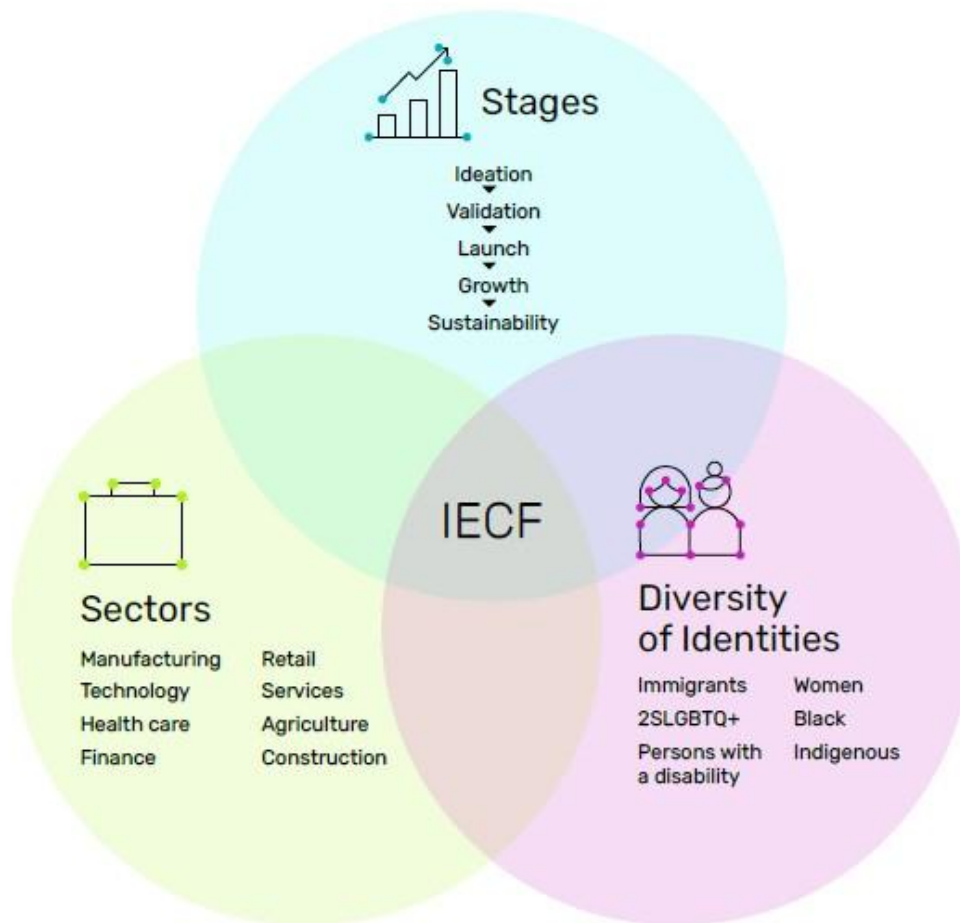 Stages
Ideation
Validation
Launch
Growth
Sustainability
IECF
Sectors
Manufacturing Retail
Technology Services
Health care Agriculture
Finance Construction
Diversity
of Identities
Immigrants Women
2SLGBTQ+ Black
Persons with Indigenous
a disability